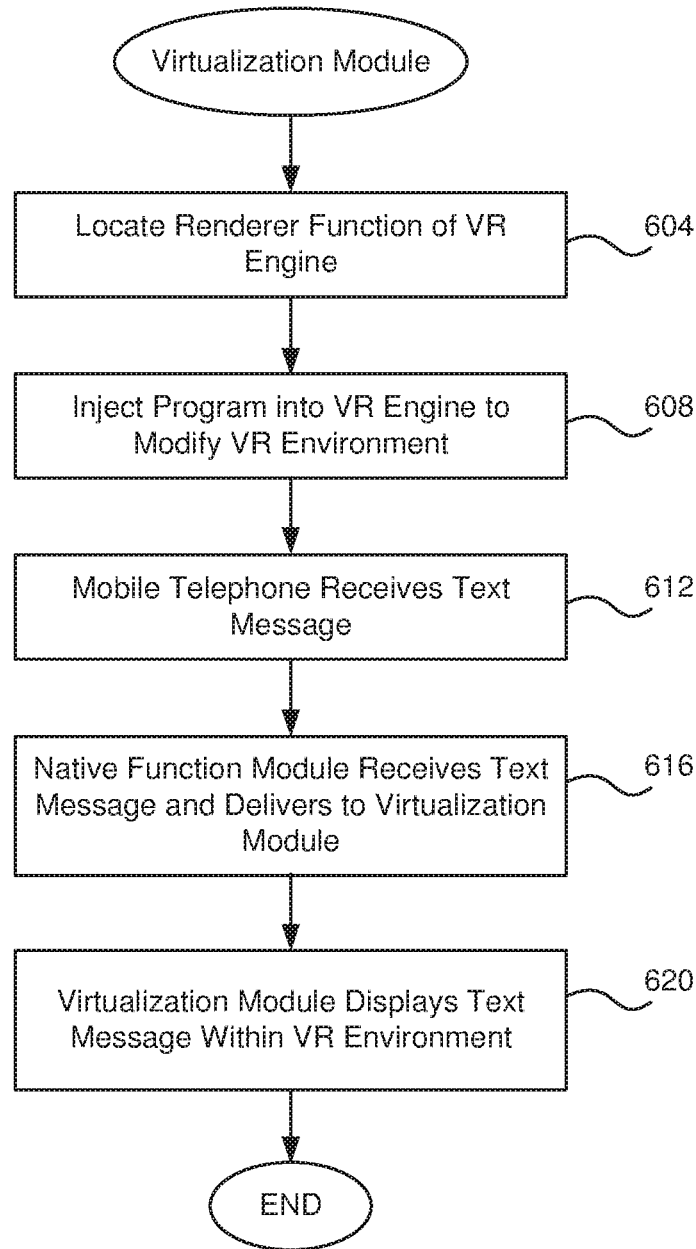 Virtualization Module
Locate Renderer Function of VR
Engine
604
Inject Program into VR Engine to
Modify VR Environment
608
Mobile Telephone Receives Text
Message
612
Native Function Module Receives Text
Message and Delivers to Virtualization
Module
616
Virtualization Module Displays Text
Message Within VR Environment
620
END